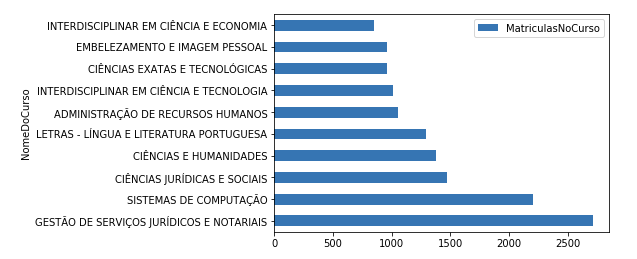 INTERDISCIPLINAR EM CIÊNCIA E ECONOMIA
EMBELEZAMENTO E IMAGEM PESSOAL
CIÊNCIAS EXATAS E TECNOLÓGICAS
INTERDISCIPLINAR EM CIÊNCIA E TECNOLOGIA
ADMINISTRAÇÃO DE RECURSOS HUMANOS
LETRAS - LÍNGUA E LITERATURA PORTUGUESA
CIÊNCIAS E HUMANIDADES
CIÊNCIAS JURÍDICAS E SOCIAIS
SISTEMAS DE COMPUTAÇÃO
GESTÃO DE SERVIÇOS JURÍDICOS E NOTARIAIS
NomeDoCurso
MatriculasNoCurso
0 500 1000 1500 2000 2500